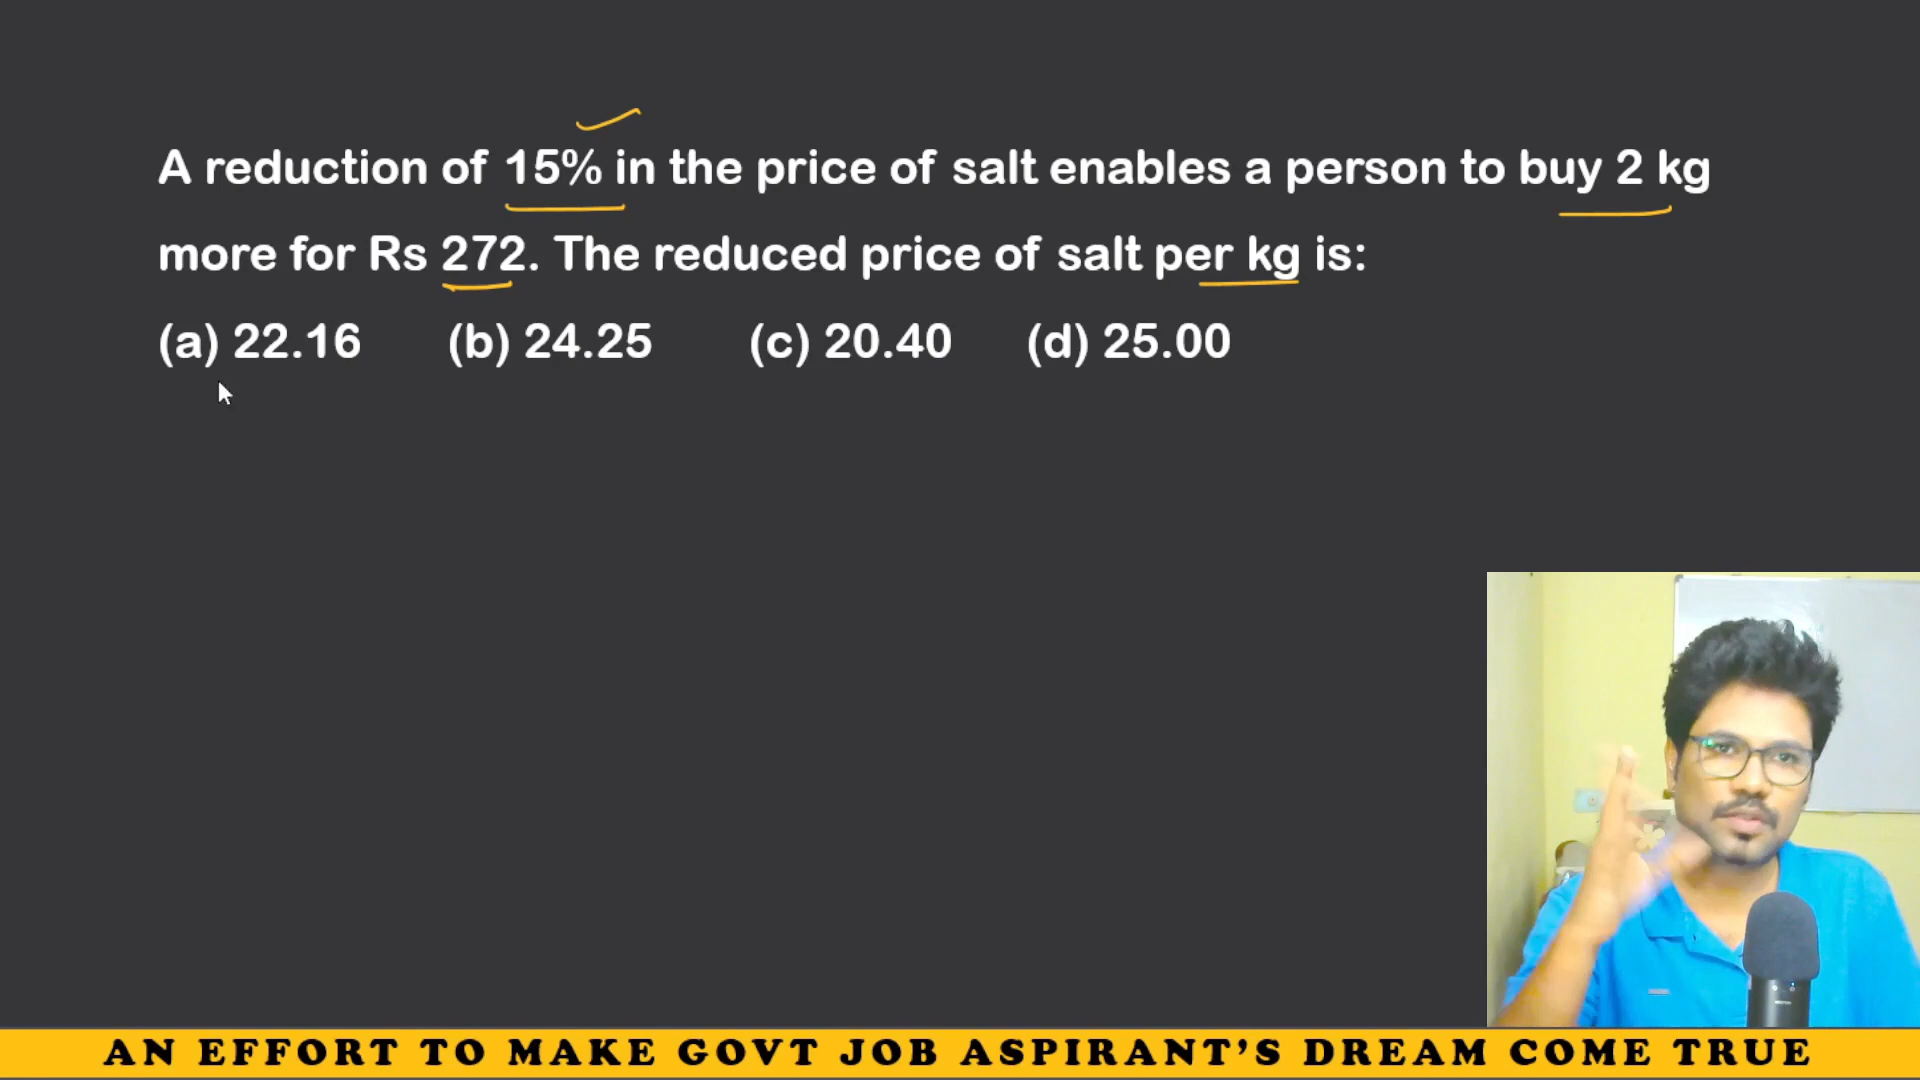 A reduction of 15% in the price of salt enables a person to buy 2 kg
more for Rs 272. The reduced price of salt per kg is:
(a) 22.16 (b) 24.25 (c) 20.40 (d) 25.00
AN EFFORT TO MAKE GOVT JOB ASPIRANT’S DREAM COME TRUE